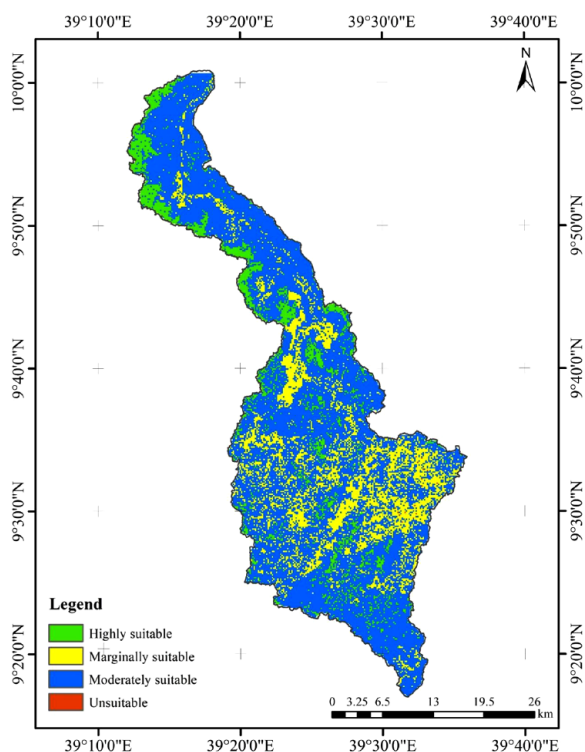 39°10'0"E 39°20'0"E 39°30'0"E 39°40'0"E
N
10°0'0"N 10°0'0"N
9°50'0"N 9°50'0"N
9°40'0"N 9°40'0"N
9°30'0"N 9°30'0"N
9°20'0"N 9°20'0"N
Legend
Highly suitable
Marginally suitable
Moderately suitable
Unsuitable
0 3.25 6.5 13 19.5 26
km
39°10'0"E 39°20'0"E 39°30'0"E 39°40'0"E